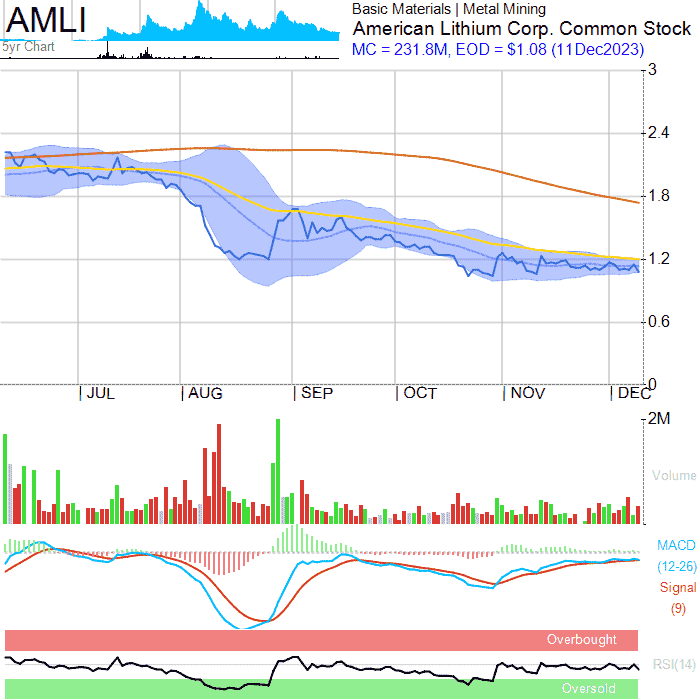 AMLI
5yr Chart
Basic Materials | Metal Mining
American Lithium Corp. Common Stock
MC = 231.8M, EOD = $1.08 (11Dec2023)
3
2.4
1.8
1.2
0.6
0
| JUL | AUG | SEP | OCT | NOV | DEC
2M
Volume
MACD
(12-26)
Signal
(9)
Overbought
RSI(14)
Oversold